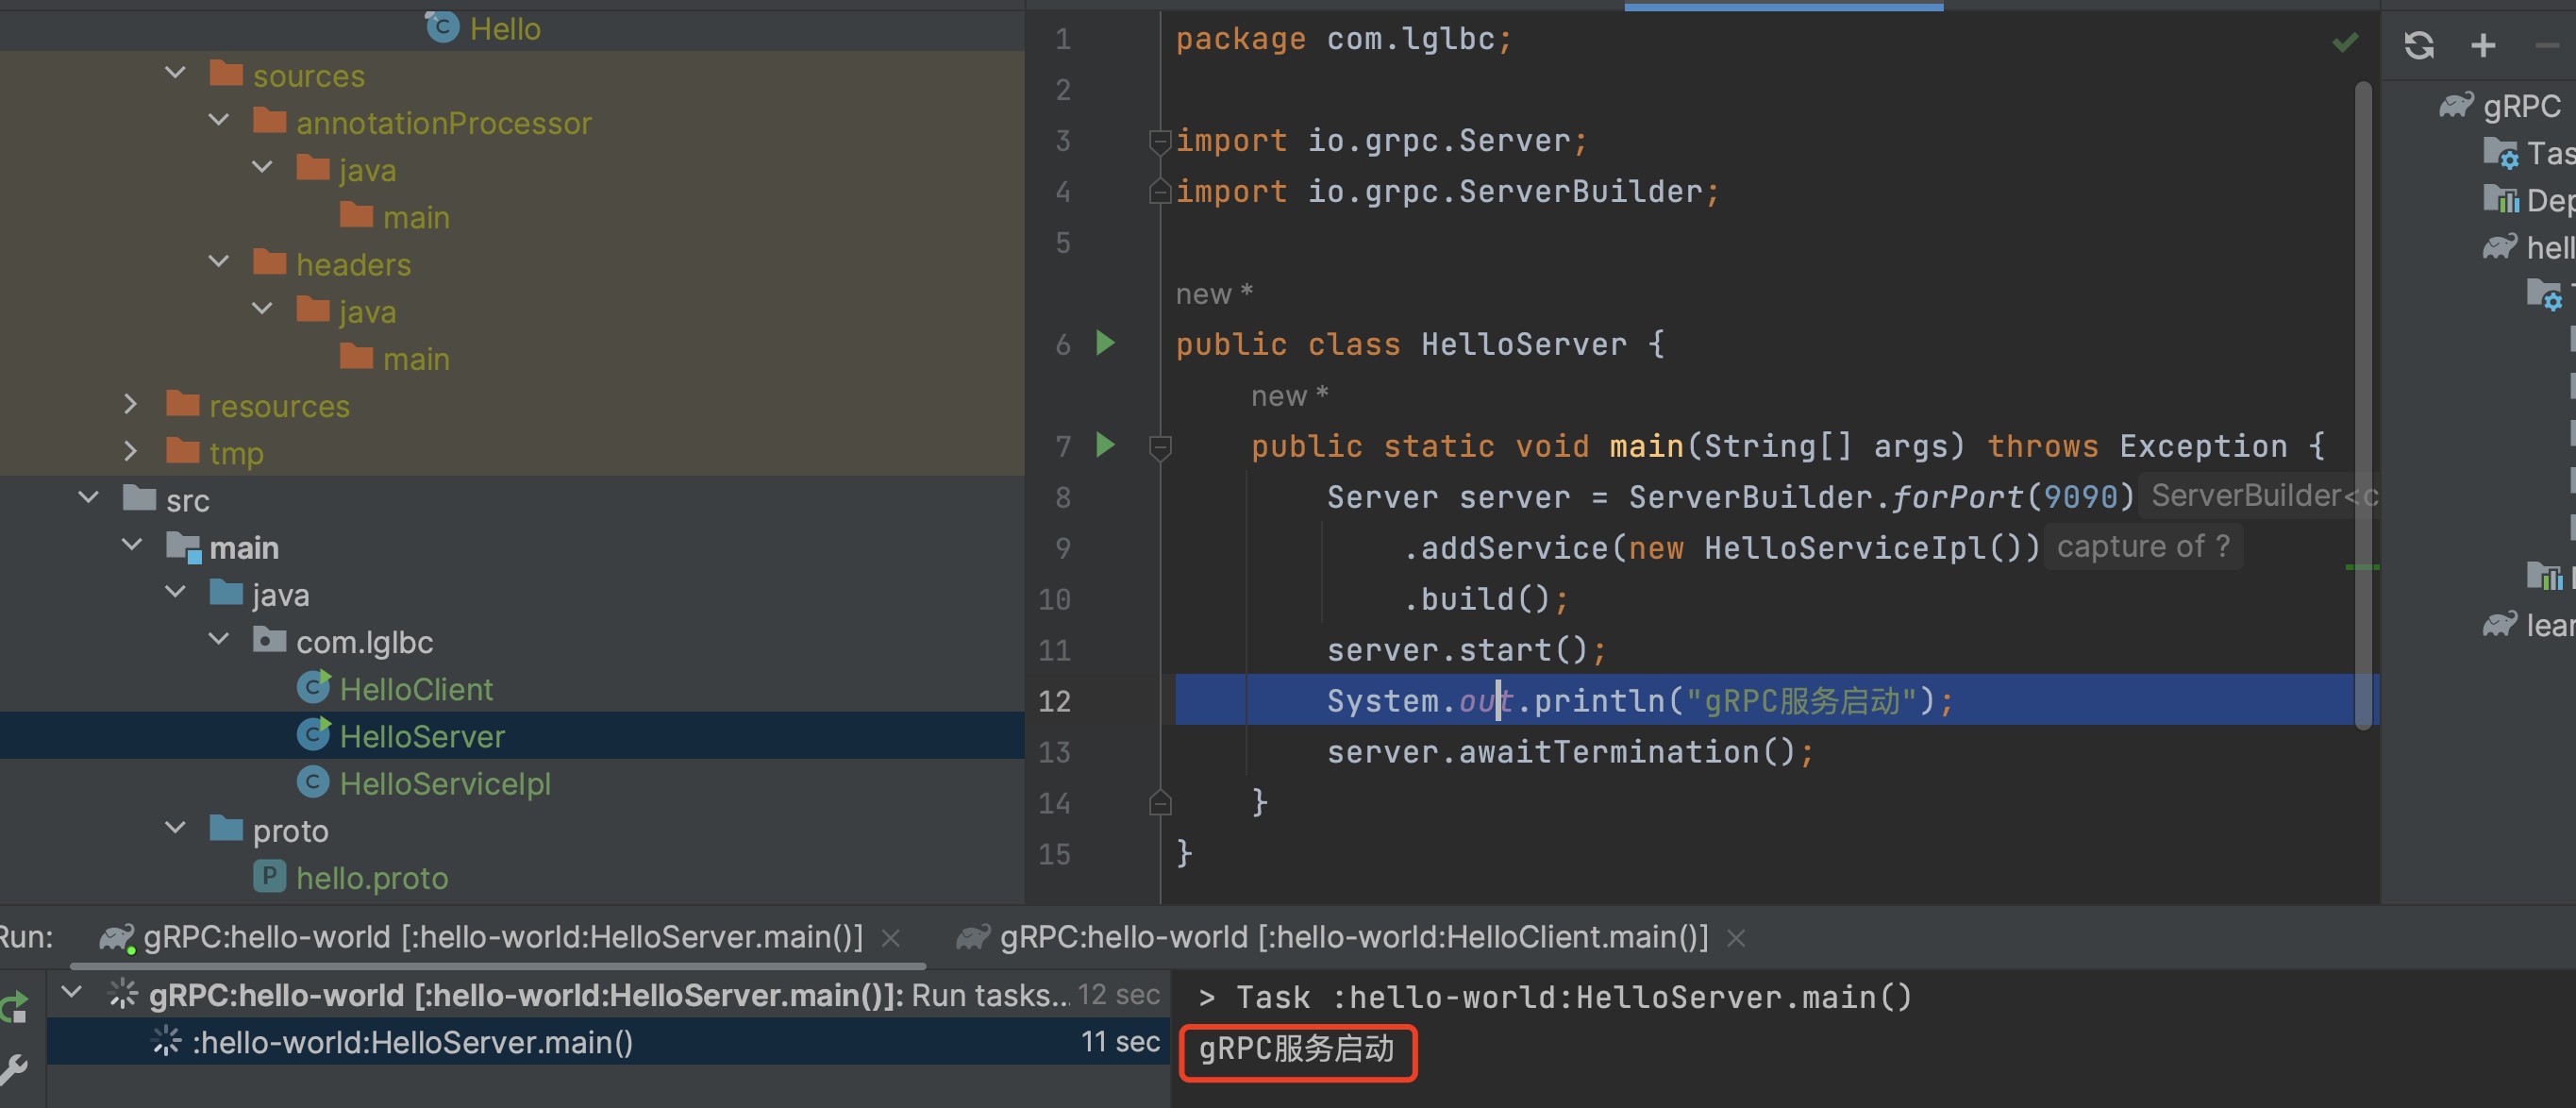 Hello
sources
annotationProcessor
java
main
headers
java
main
resources
tmp
src
main
java
com.lglbc
HelloClient
HelloServer
HelloServiceIpl
proto
hello.proto
1 package com.lglbc;
2
3 import io.grpc.Server;
4 import io.grpc.ServerBuilder;
5
new *
6 public class HelloServer {
new *
7 public static void main(String[] args) throws Exception {
8 Server server = ServerBuilder.forPort(9090) ServerBuilder<c
9 .addService(new HelloServiceIpl()) capture of ?
10 .build();
11 server.start();
12 System.out.println("gRPC服务启动");
13 server.awaitTermination();
14 }
15 }
gRPC
Tas
Dep
hell
lear
Run: gRPC:hello-world [:hello-world:HelloServer.main()] gRPC:hello-world [:hello-world:HelloClient.main()]
gRPC:hello-world [:hello-world:HelloServer.main()]: Run tasks... 12 sec
:hello-world:HelloServer.main() 11 sec
> Task :hello-world:HelloServer.main()
gRPC服务启动